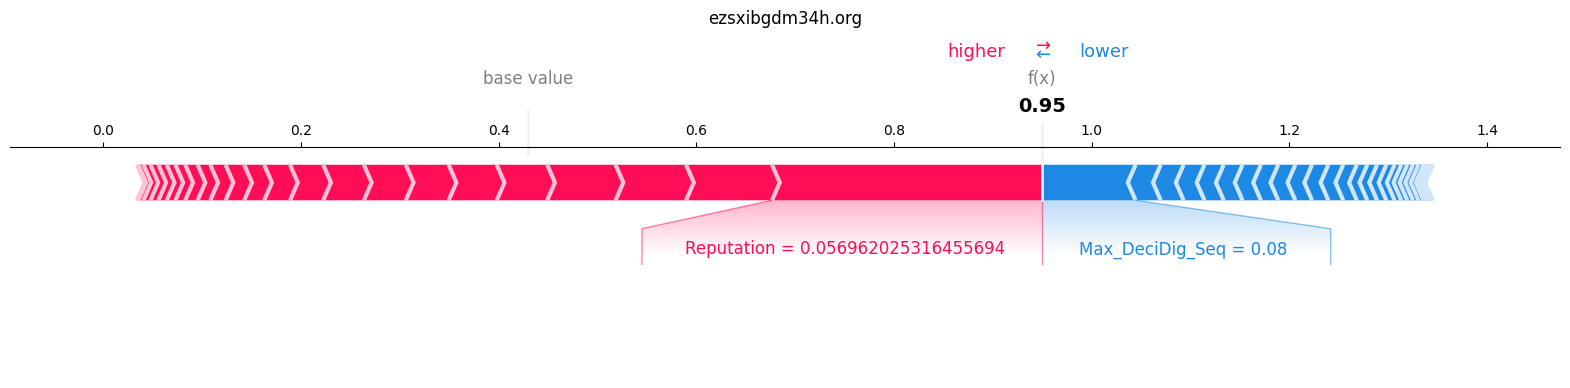 ezsxibgdm34h.org
higher → ← lower
base value f(x)
0.95
0.0 0.2 0.4 0.6 0.8 1.0 1.2 1.4
Reputation = 0.056962025316455694 Max_DeciDig_Seq = 0.08